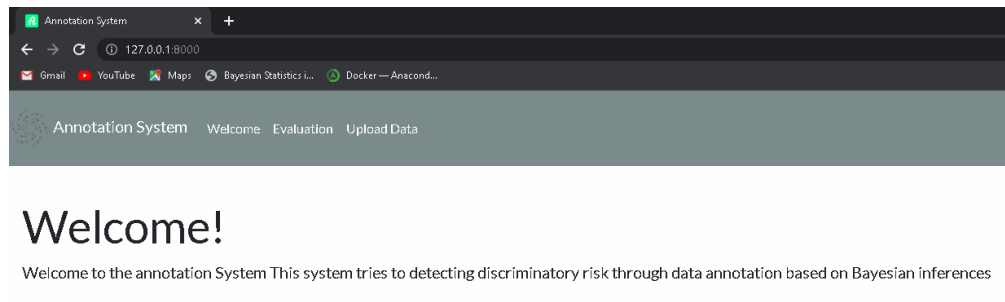 Annotation System
127.0.0.1:8000
Gmail YouTube Maps Bayesian Statistics i... Docker — Anacond...
Annotation System Welcome Evaluation Upload Data
Welcome!
Welcome to the annotation System This system tries to detecting discriminatory risk through data annotation based on Bayesian inferences